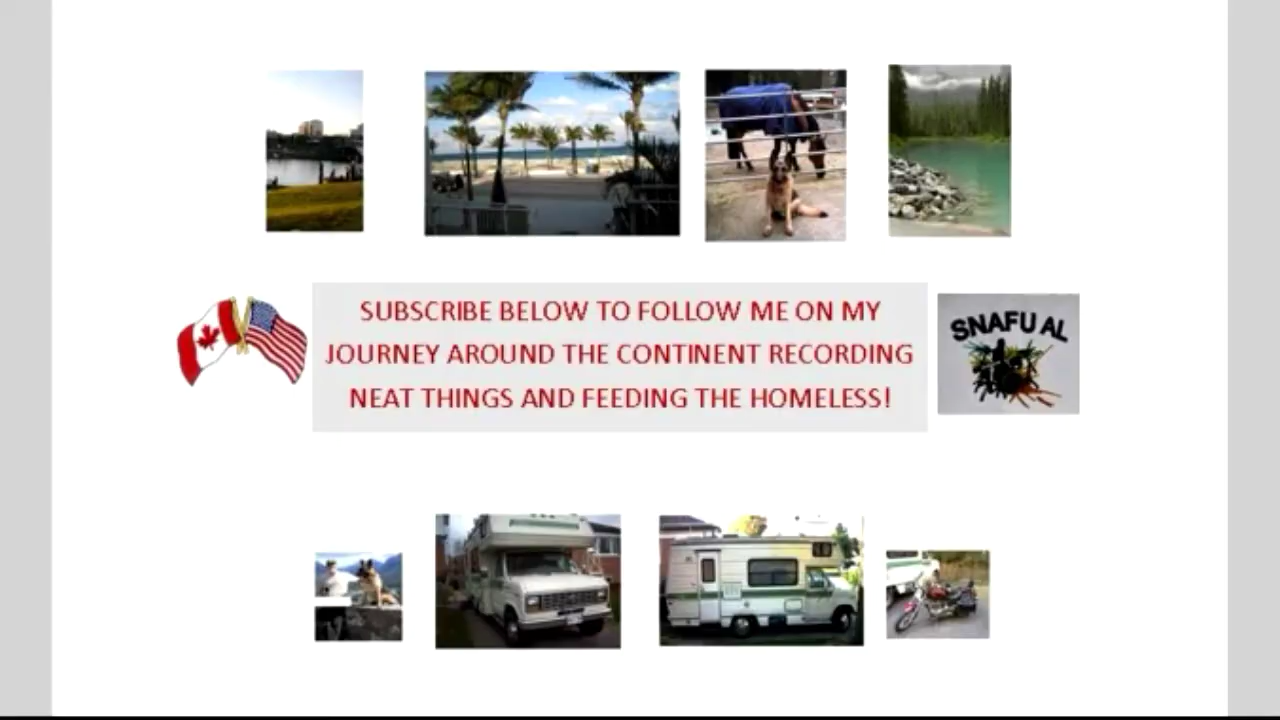 SUBSCRIBE BELOW TO FOLLOW ME ON MY
JOURNEY AROUND THE CONTINENT RECORDING
NEAT THINGS AND FEEDING THE HOMELESS!
SNAFU AL